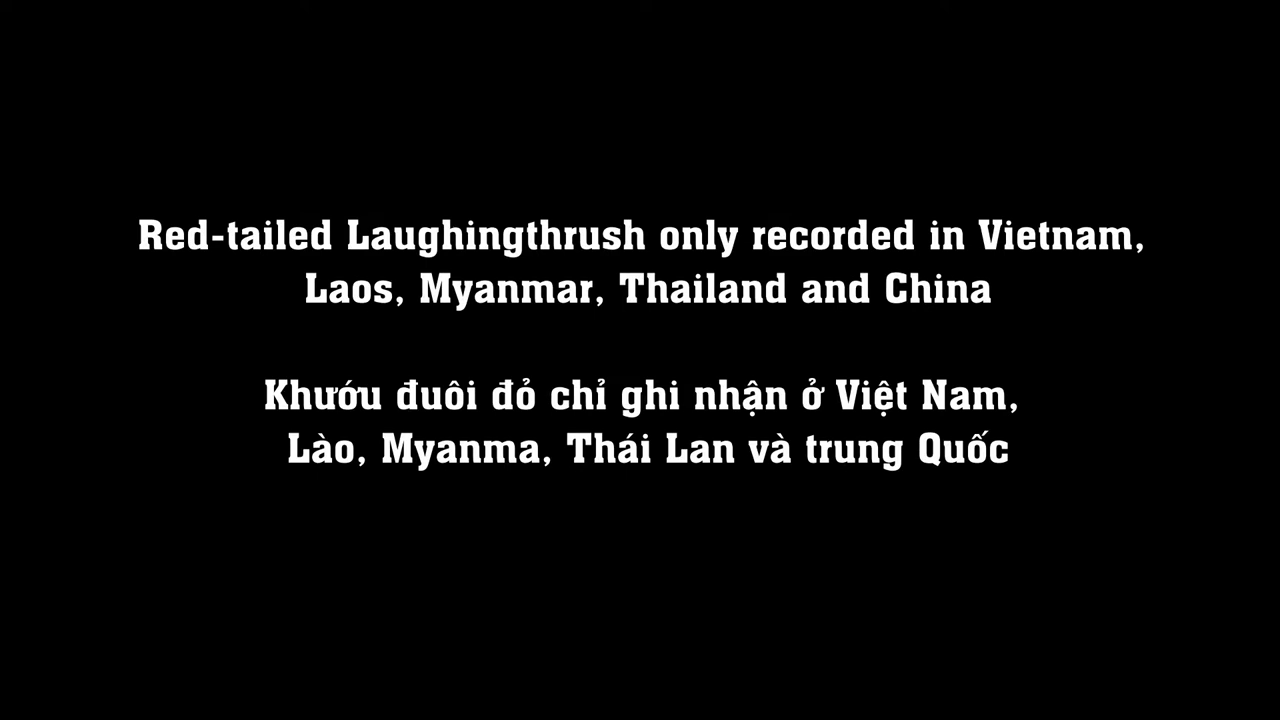 Red-tailed Laughingthrush only recorded in Vietnam,
Laos, Myanmar, Thailand and China
Khướu đuôi đỏ chỉ ghi nhận ở Việt Nam,
Lào, Myanma, Thái Lan và trung Quốc